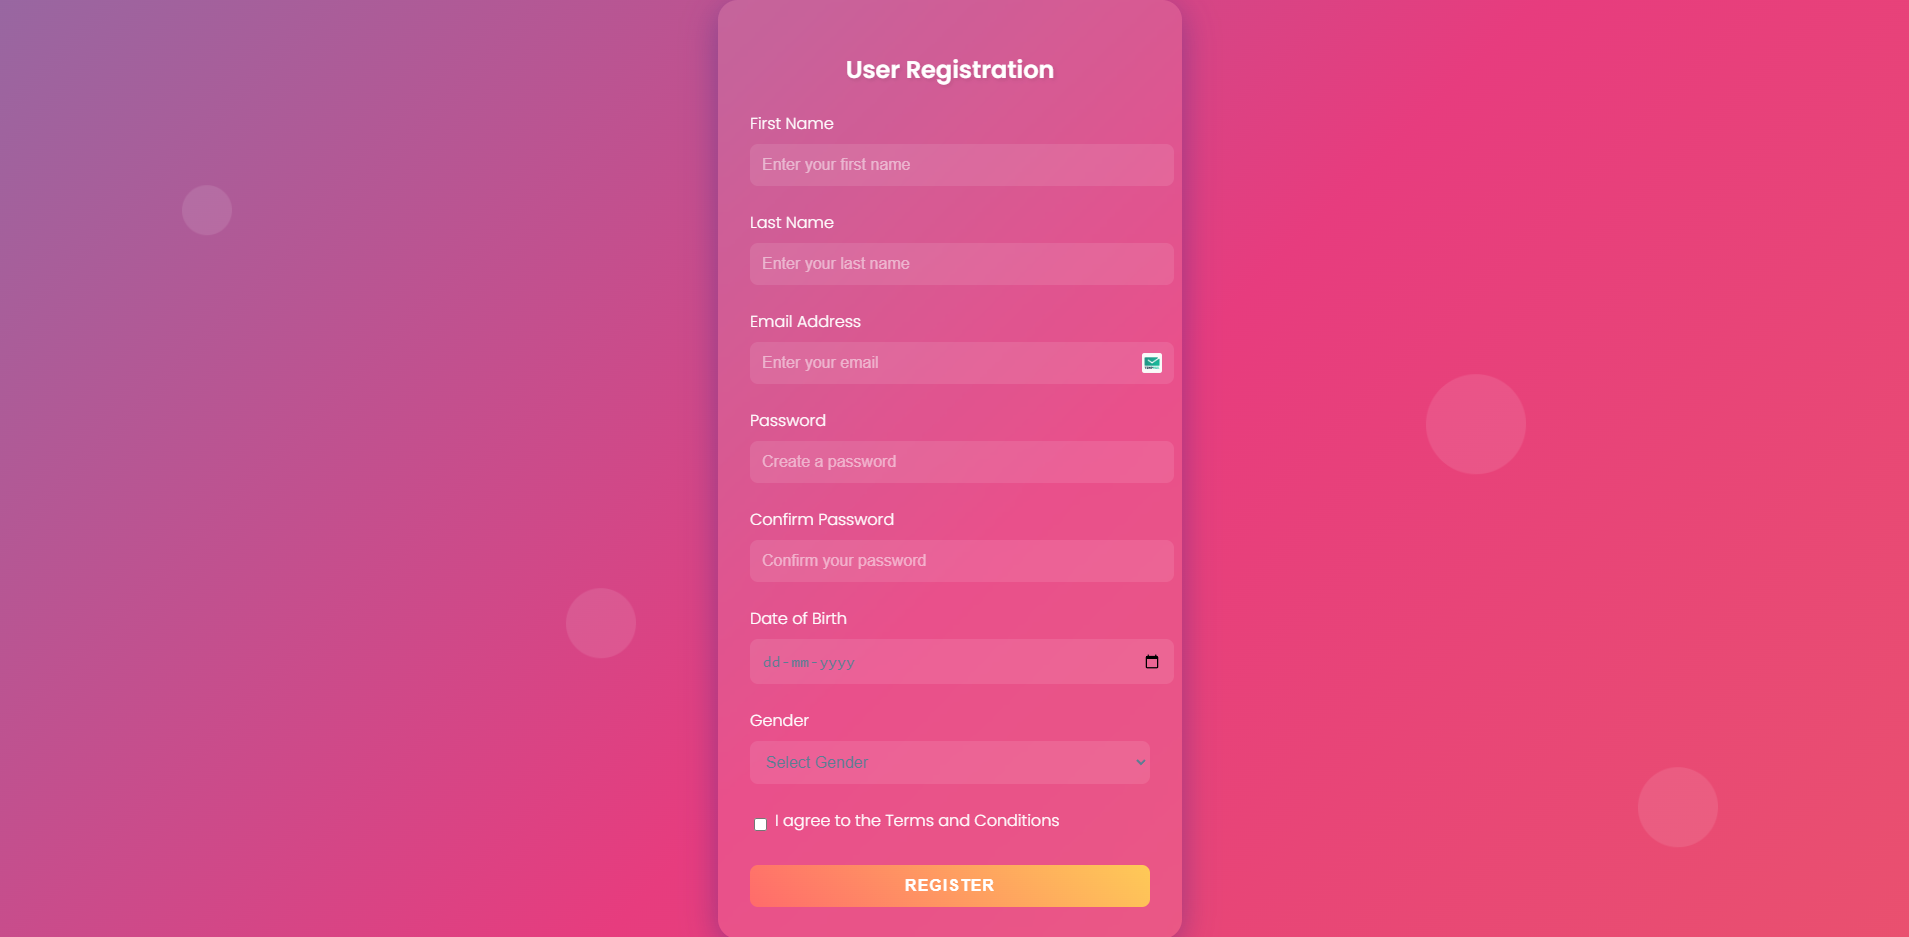 User Registration
First Name
Enter your first name
Last Name
Enter your last name
Email Address
Enter your email
Password
Create a password
Confirm Password
Confirm your password
Date of Birth
dd-mm-yyyy
Gender
Select Gender
I agree to the Terms and Conditions
REGISTER